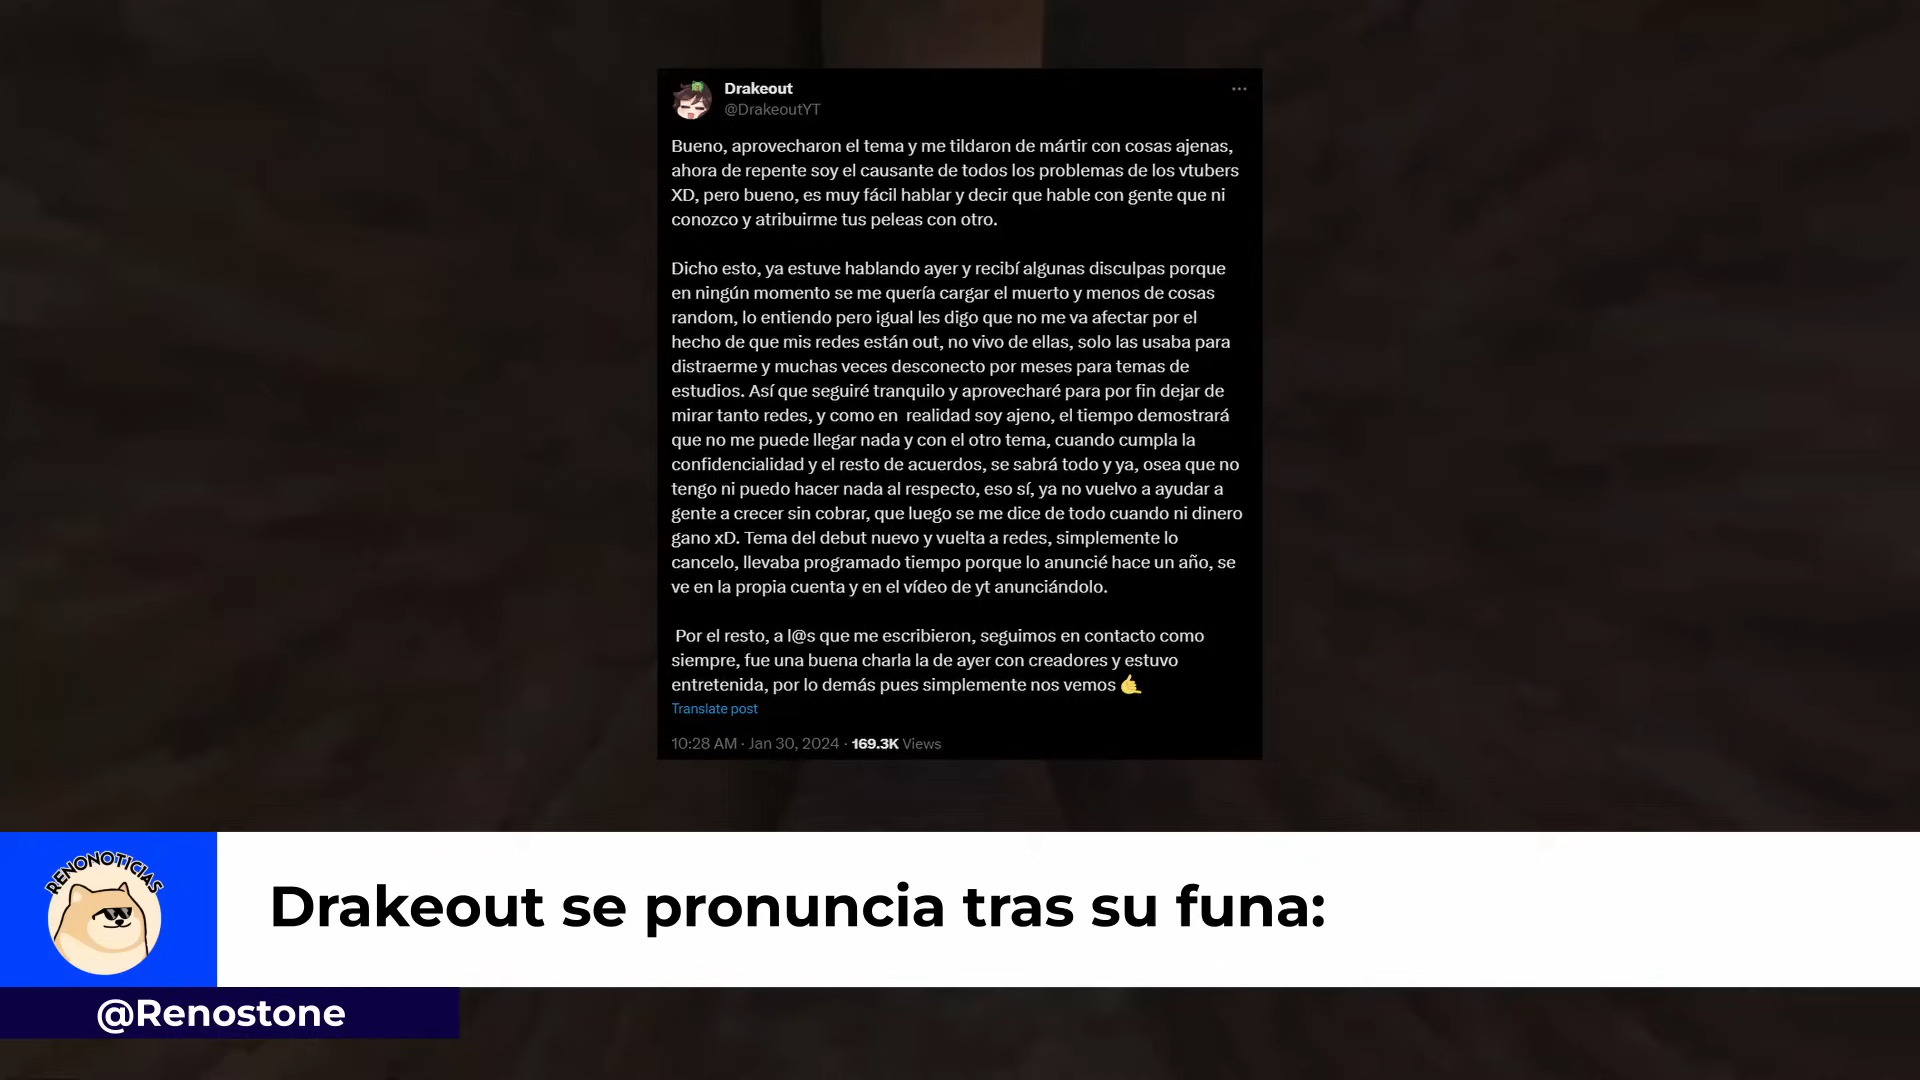 Drakeout
@DrakeoutYT
Bueno, aprovecharon el tema y me tildaron de mártir con cosas ajenas,
ahora de repente soy el causante de todos los problemas de los vtubers
XD, pero bueno, es muy fácil hablar y decir que hable con gente que ni
conozco y atribuirme tus peleas con otro.
Dicho esto, ya estuve hablando ayer y recibí algunas disculpas porque
en ningún momento se me quería cargar el muerto y menos de cosas
random, lo entiendo pero igual les digo que no me va afectar por el
hecho de que mis redes están out, no vivo de ellas, solo las usaba para
distraerme y muchas veces desconecto por meses para temas de
estudios. Así que seguiré tranquilo y aprovecharé para por fin dejar de
mirar tanto redes, y como en  realidad soy ajeno, el tiempo demostrará
que no me puede llegar nada y con el otro tema, cuando cumpla la
confidencialidad y el resto de acuerdos, se sabrá todo y ya, osea que no
tengo ni puedo hacer nada al respecto, eso sí, ya no vuelvo a ayudar a
gente a crecer sin cobrar, que luego se me dice de todo cuando ni dinero
gano xD. Tema del debut nuevo y vuelta a redes, simplemente lo
cancelo, llevaba programado tiempo porque lo anuncié hace un año, se
ve en la propia cuenta y en el vídeo de yt anunciándolo.
Por el resto, a l@s que me escribieron, seguimos en contacto como
siempre, fue una buena charla la de ayer con creadores y estuvo
entretenida, por lo demás pues simplemente nos vemos 🤙
Translate post
10:28 AM · Jan 30, 2024 · 169.3K Views
RENONOTICIAS
Drakeout se pronuncia tras su funa:
@Renostone